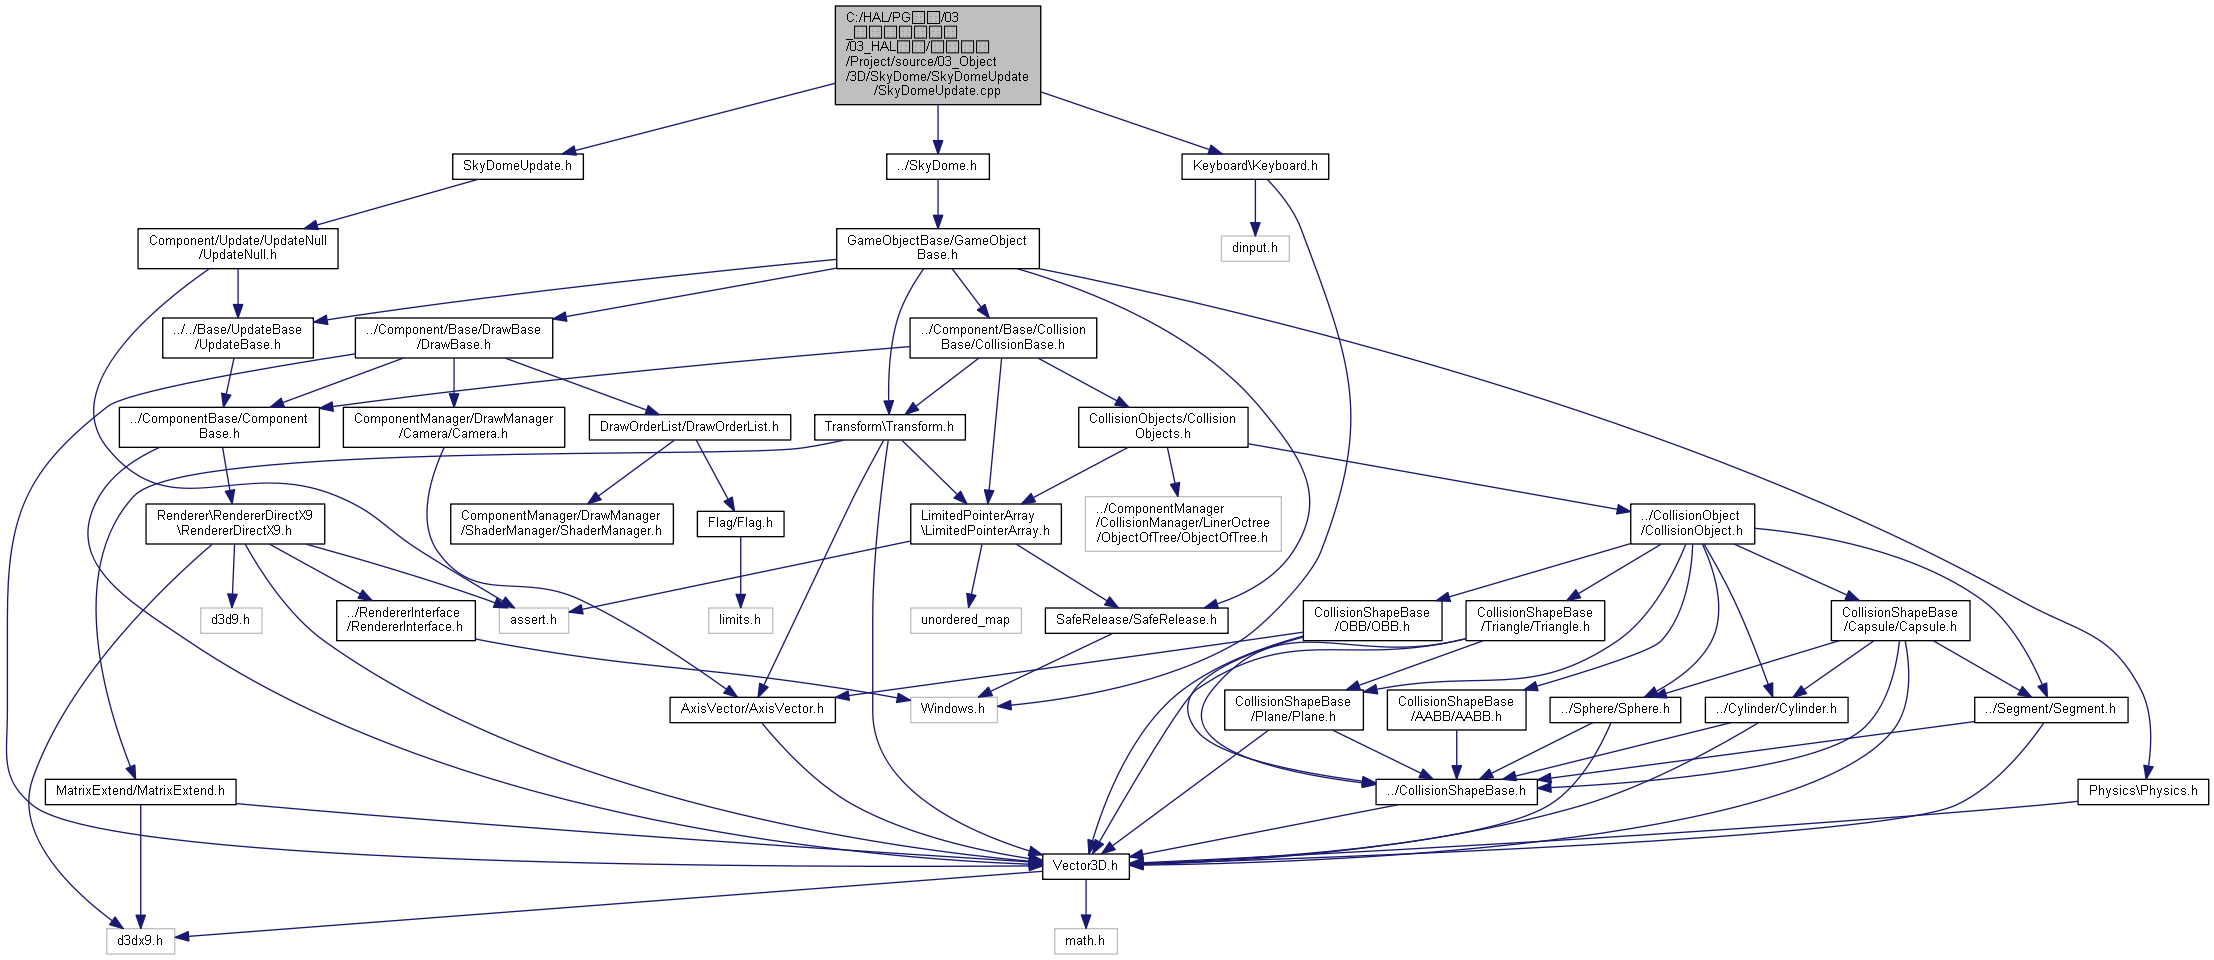 C:/HAL/PG□□/03
_□□□□□□□
/03_HAL□□/□□□□
/Project/source/03_Object
/3D/SkyDome/SkyDomeUpdate
/SkyDomeUpdate.cpp
SkyDomeUpdate.h
../SkyDome.h
Keyboard\Keyboard.h
Component/Update/UpdateNull
/UpdateNull.h
GameObjectBase/GameObject
Base.h
dinput.h
../../Base/UpdateBase
/UpdateBase.h
../Component/Base/DrawBase
/DrawBase.h
../Component/Base/Collision
Base/CollisionBase.h
../ComponentBase/Component
Base.h
ComponentManager/DrawManager
/Camera/Camera.h
DrawOrderList/DrawOrderList.h
Transform\Transform.h
CollisionObjects/Collision
Objects.h
Renderer\RendererDirectX9
\RendererDirectX9.h
ComponentManager/DrawManager
/ShaderManager/ShaderManager.h
Flag/Flag.h
LimitedPointerArray
\LimitedPointerArray.h
../ComponentManager
/CollisionManager/LinerOctree
/ObjectOfTree/ObjectOfTree.h
../CollisionObject
/CollisionObject.h
d3d9.h
../RendererInterface
/RendererInterface.h
assert.h
limits.h
unordered_map
SafeRelease/SafeRelease.h
CollisionShapeBase
/OBB/OBB.h
CollisionShapeBase
/Triangle/Triangle.h
CollisionShapeBase
/Capsule/Capsule.h
AxisVector/AxisVector.h
Windows.h
CollisionShapeBase
/Plane/Plane.h
CollisionShapeBase
/AABB/AABB.h
../Sphere/Sphere.h
../Cylinder/Cylinder.h
../Segment/Segment.h
MatrixExtend/MatrixExtend.h
../CollisionShapeBase.h
Physics\Physics.h
Vector3D.h
d3dx9.h
math.h